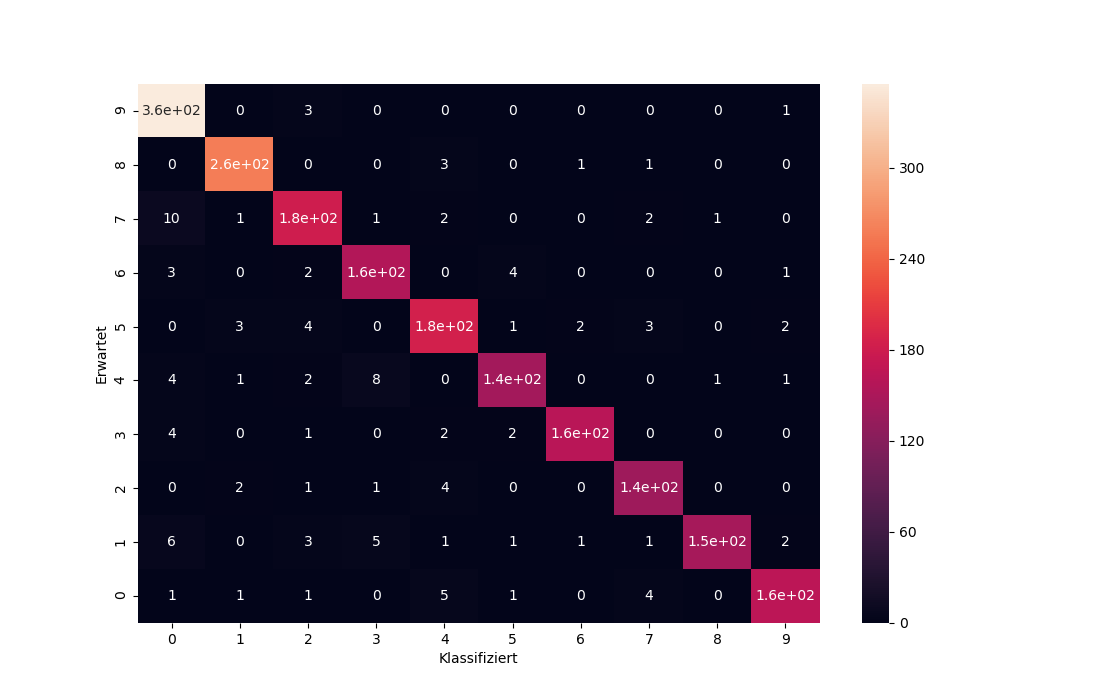 9 3.6e+02 0 3 0 0 0 0 0 0 1
8 0 2.6e+02 0 0 3 0 1 1 0 0
7 10 1 1.8e+02 1 2 0 0 2 1 0
6 3 0 2 1.6e+02 0 4 0 0 0 1
5 0 3 4 0 1.8e+02 1 2 3 0 2
4 4 1 2 8 0 1.4e+02 0 0 1 1
3 4 0 1 0 2 2 1.6e+02 0 0 0
2 0 2 1 1 4 0 0 1.4e+02 0 0
1 6 0 3 5 1 1 1 1 1.5e+02 2
0 1 1 1 0 5 1 0 4 0 1.6e+02
0 1 2 3 4 5 6 7 8 9
Klassifiziert
Erwartet
300
240
180
120
60
0